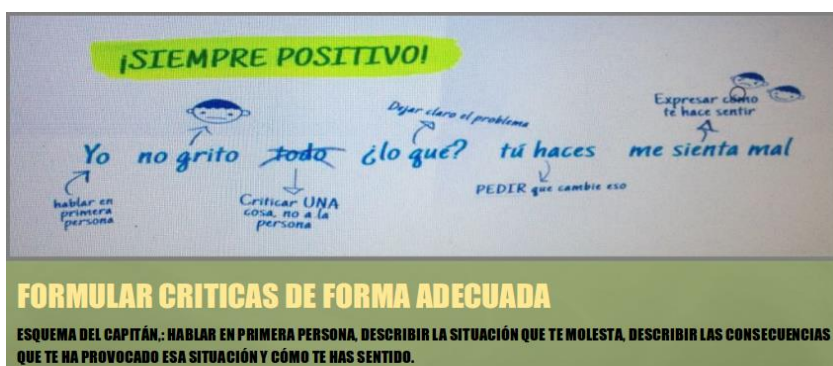 ¡SIEMPRE POSITIVO!
Dejar claro el problema
Expresar cómo
te hace sentir
Yo no grito todo ¿lo qué? tú haces me sienta mal
hablar en
primera
persona
Criticar UNA
cosa, no a la
persona
PEDIR que cambie eso
FORMULAR CRITICAS DE FORMA ADECUADA
ESQUEMA DEL CAPITÁN,: HABLAR EN PRIMERA PERSONA, DESCRIBIR LA SITUACIÓN QUE TE MOLESTA, DESCRIBIR LAS CONSECUENCIAS
QUE TE HA PROVOCADO ESA SITUACIÓN Y CÓMO TE HAS SENTIDO.